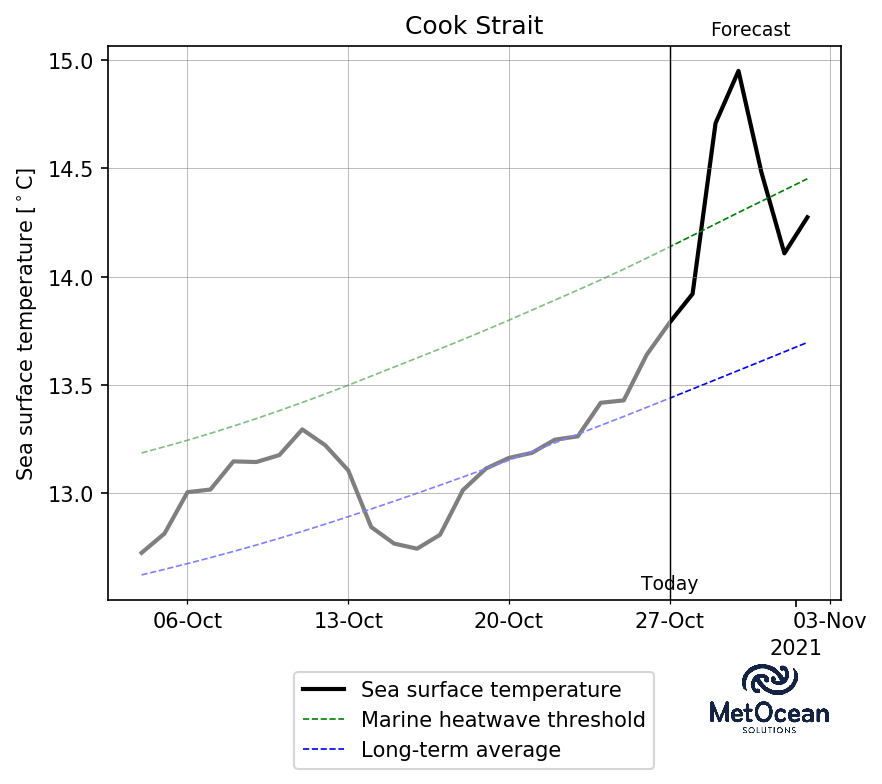 Cook Strait
Forecast
Sea surface temperature [°C]
15.0
14.5
14.0
13.5
13.0
Today
06-Oct 13-Oct 20-Oct 27-Oct 03-Nov
2021
Sea surface temperature
Marine heatwave threshold
Long-term average
MetOcean
SOLUTIONS